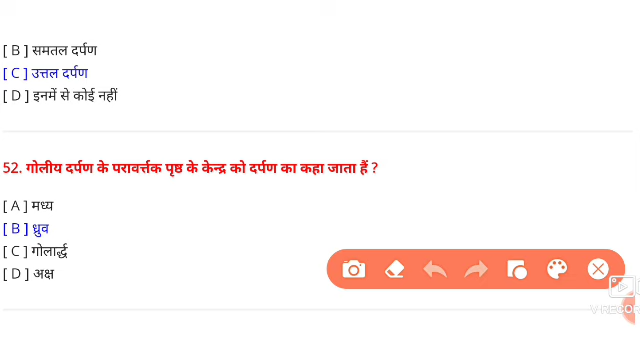 [ B ] समतल दर्पण
[ C ] उत्तल दर्पण
[ D ] इनमें से कोई नहीं
52. गोलीय दर्पण के परावर्त्तक पृष्ठ के केन्द्र को दर्पण का कहा जाता हैं ?
[ A ] मध्य
[ B ] ध्रुव
[ C ] गोलार्द्ध
[ D ] अक्ष